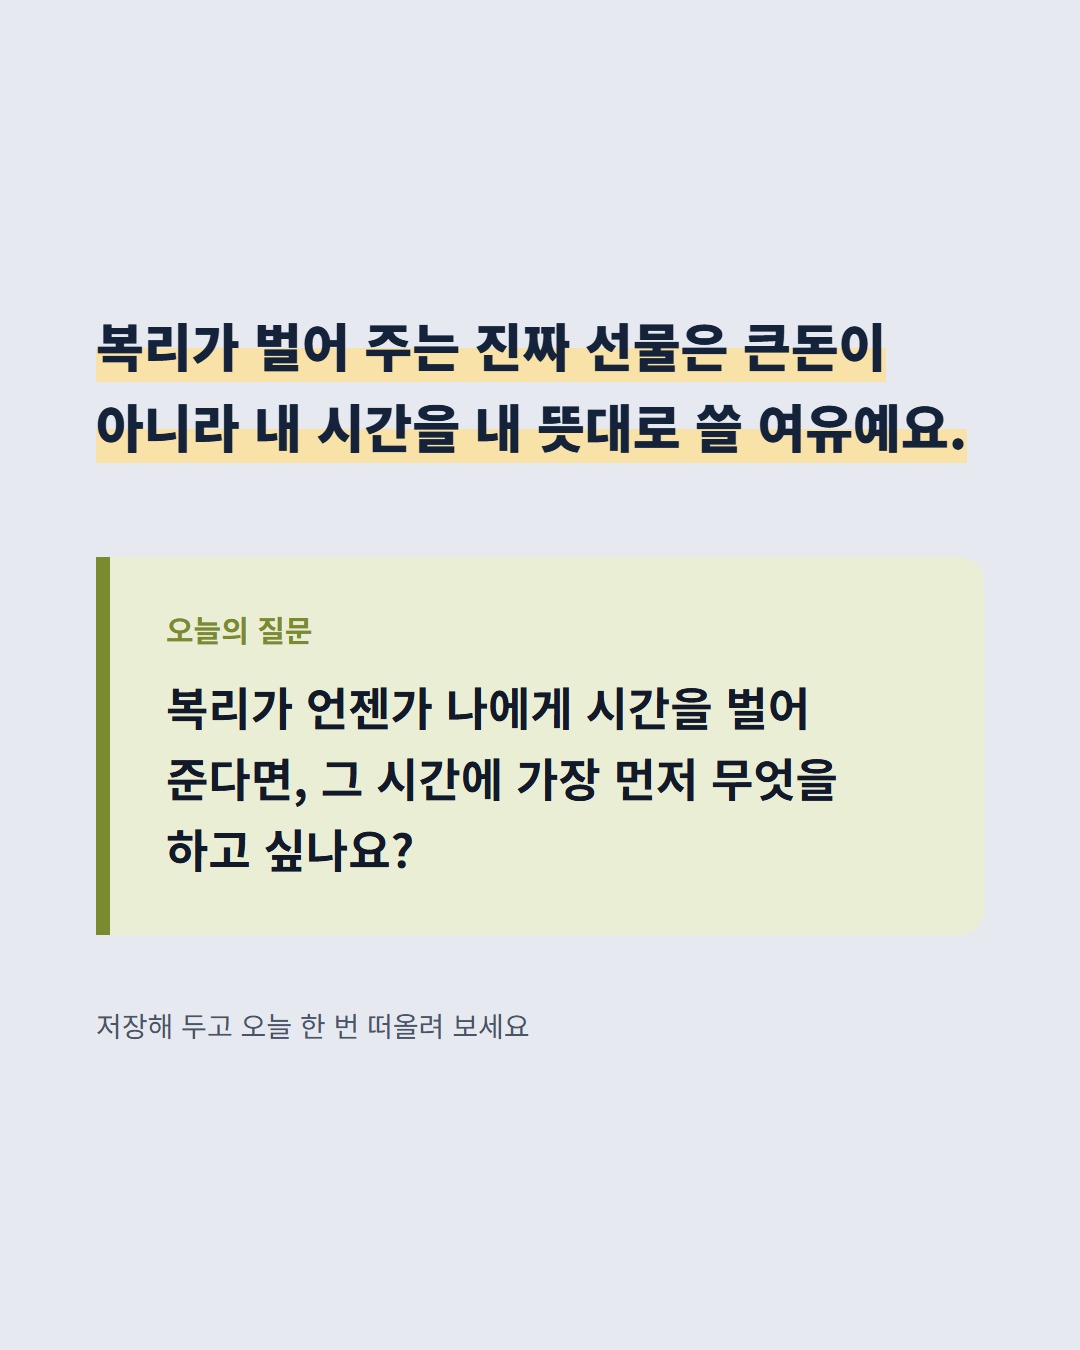 복리가 벌어 주는 진짜 선물은 큰돈이
아니라 내 시간을 내 뜻대로 쓸 여유예요.
오늘의 질문
복리가 언젠가 나에게 시간을 벌어
준다면, 그 시간에 가장 먼저 무엇을
하고 싶나요?
저장해 두고 오늘 한 번 떠올려 보세요